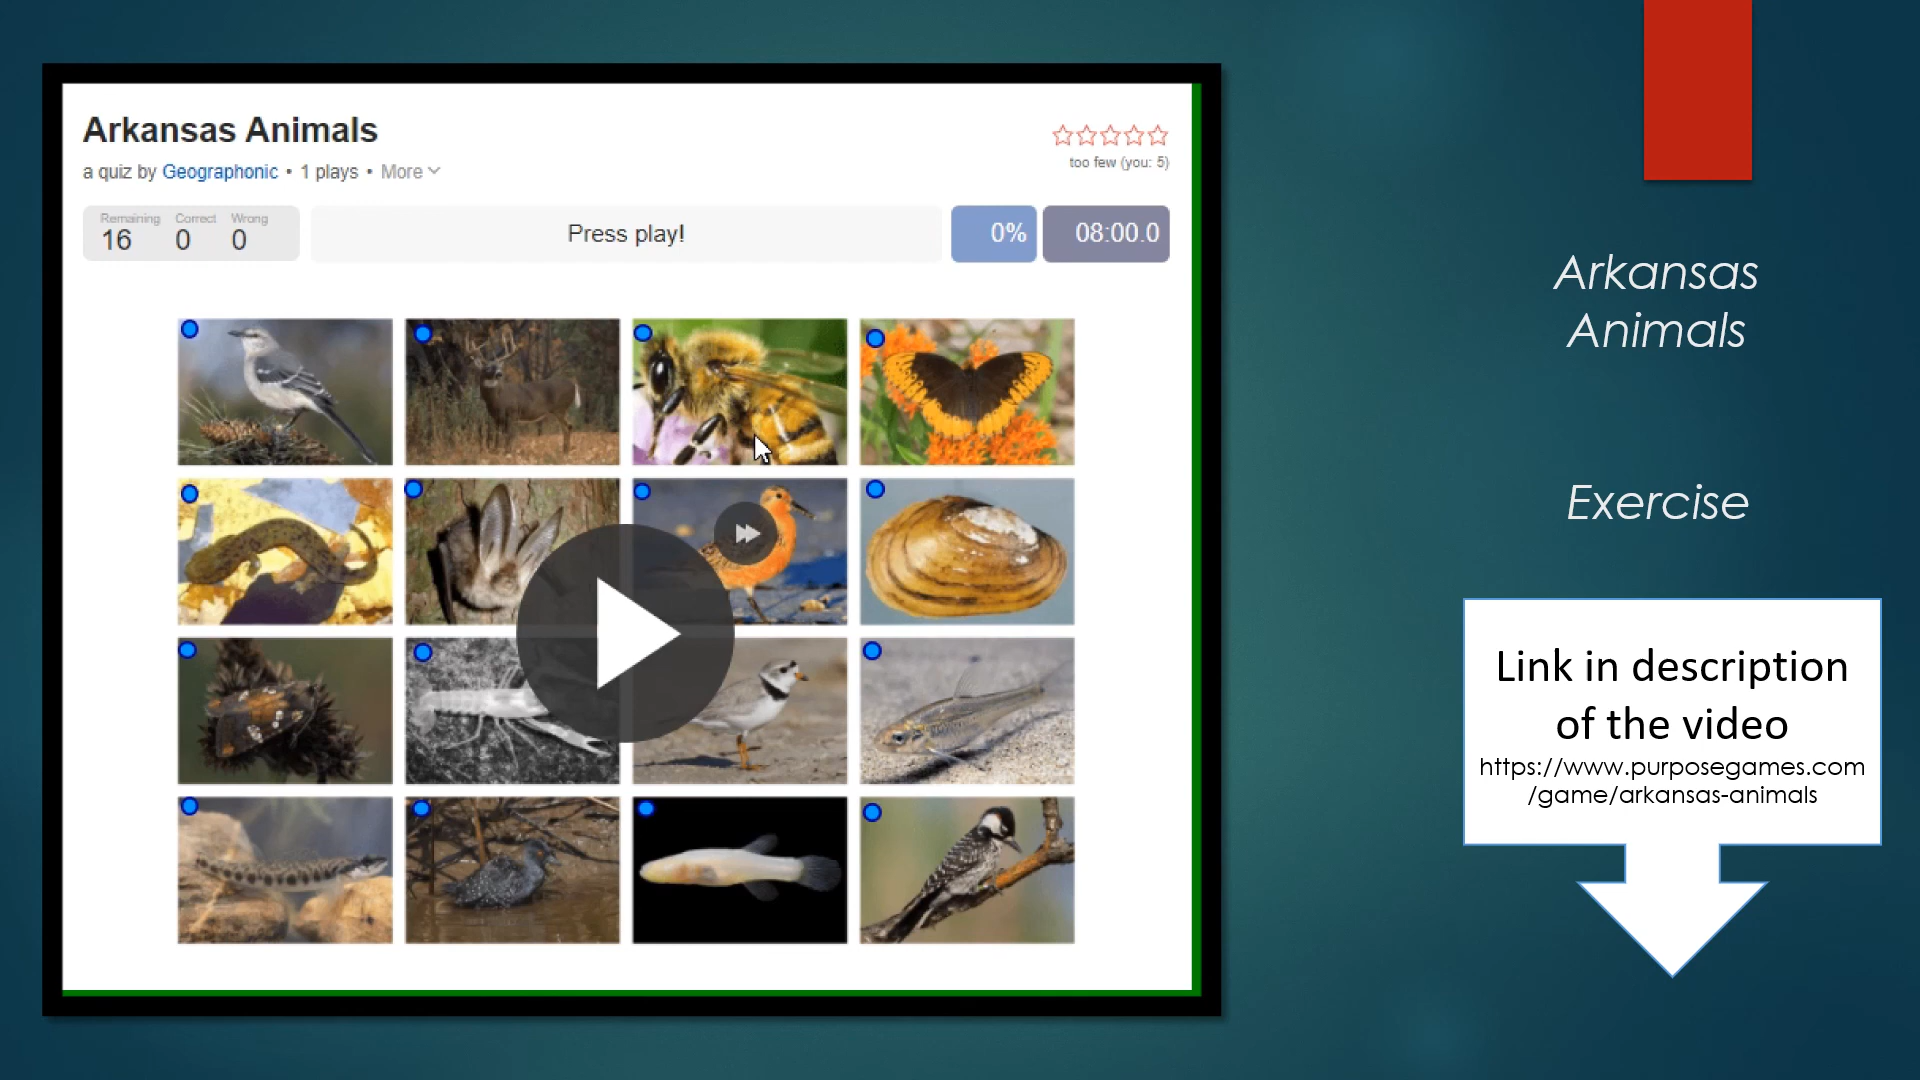 Arkansas Animals
a quiz by Geographonic • 1 plays • More
too few (you: 5)
Remaining Correct Wrong
16 0 0
Press play!
0%
08:00.0
Arkansas
Animals
Exercise
Link in description
of the video
https://www.purposegames.com
/game/arkansas-animals